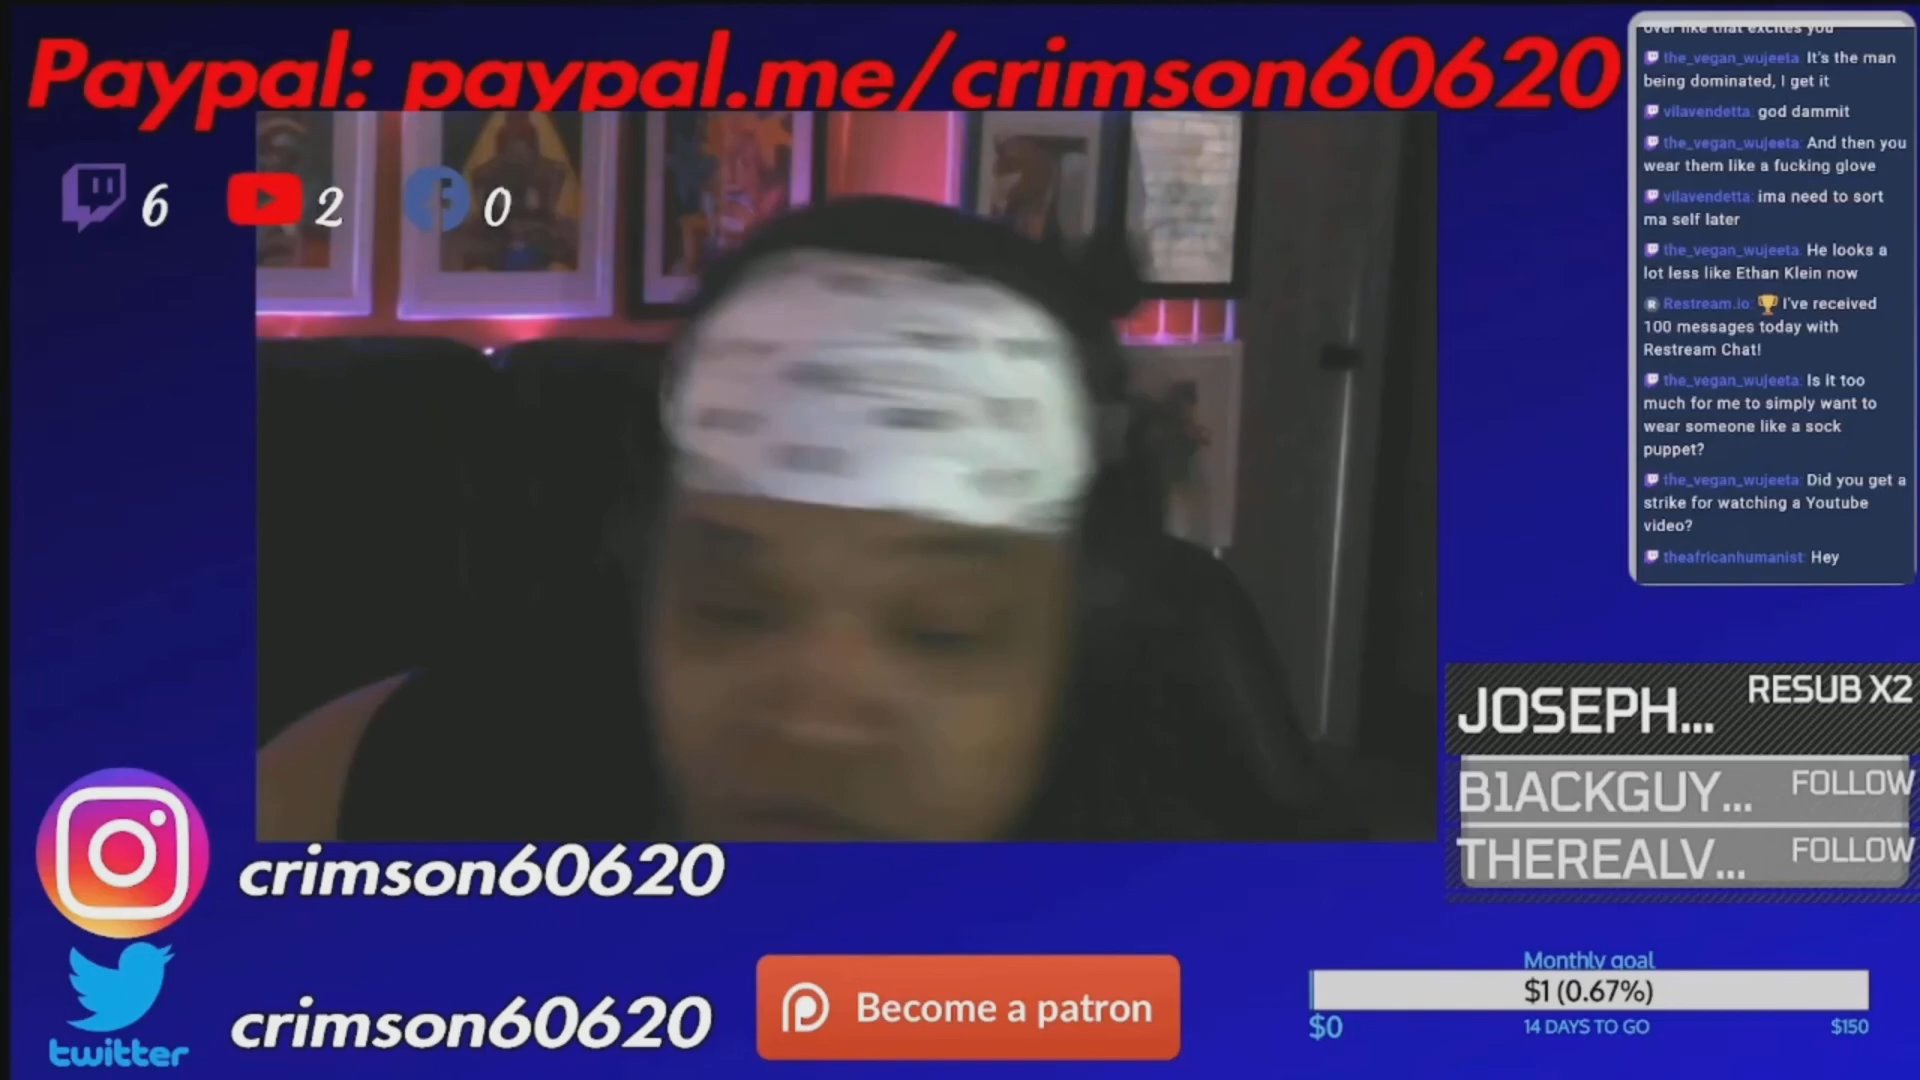 Paypal: paypal.me/crimson60620
6
2
0
over like that excites you
the_vegan_wujeeta: It's the man
being dominated, I get it
vilavendetta: god dammit
the_vegan_wujeeta: And then you
wear them like a fucking glove
vilavendetta: ima need to sort
ma self later
the_vegan_wujeeta: He looks a
lot less like Ethan Klein now
Restream.io: 🏆 I've received
100 messages today with
Restream Chat!
the_vegan_wujeeta: Is it too
much for me to simply want to
wear someone like a sock
puppet?
the_vegan_wujeeta: Did you get a
strike for watching a Youtube
video?
theafricanhumanist: Hey
JOSEPH... RESUB X2
B1ACKGUY... FOLLOW
THEREALV... FOLLOW
crimson60620
twitter
crimson60620
Become a patron
Monthly goal
$1 (0.67%)
$0 14 DAYS TO GO $150